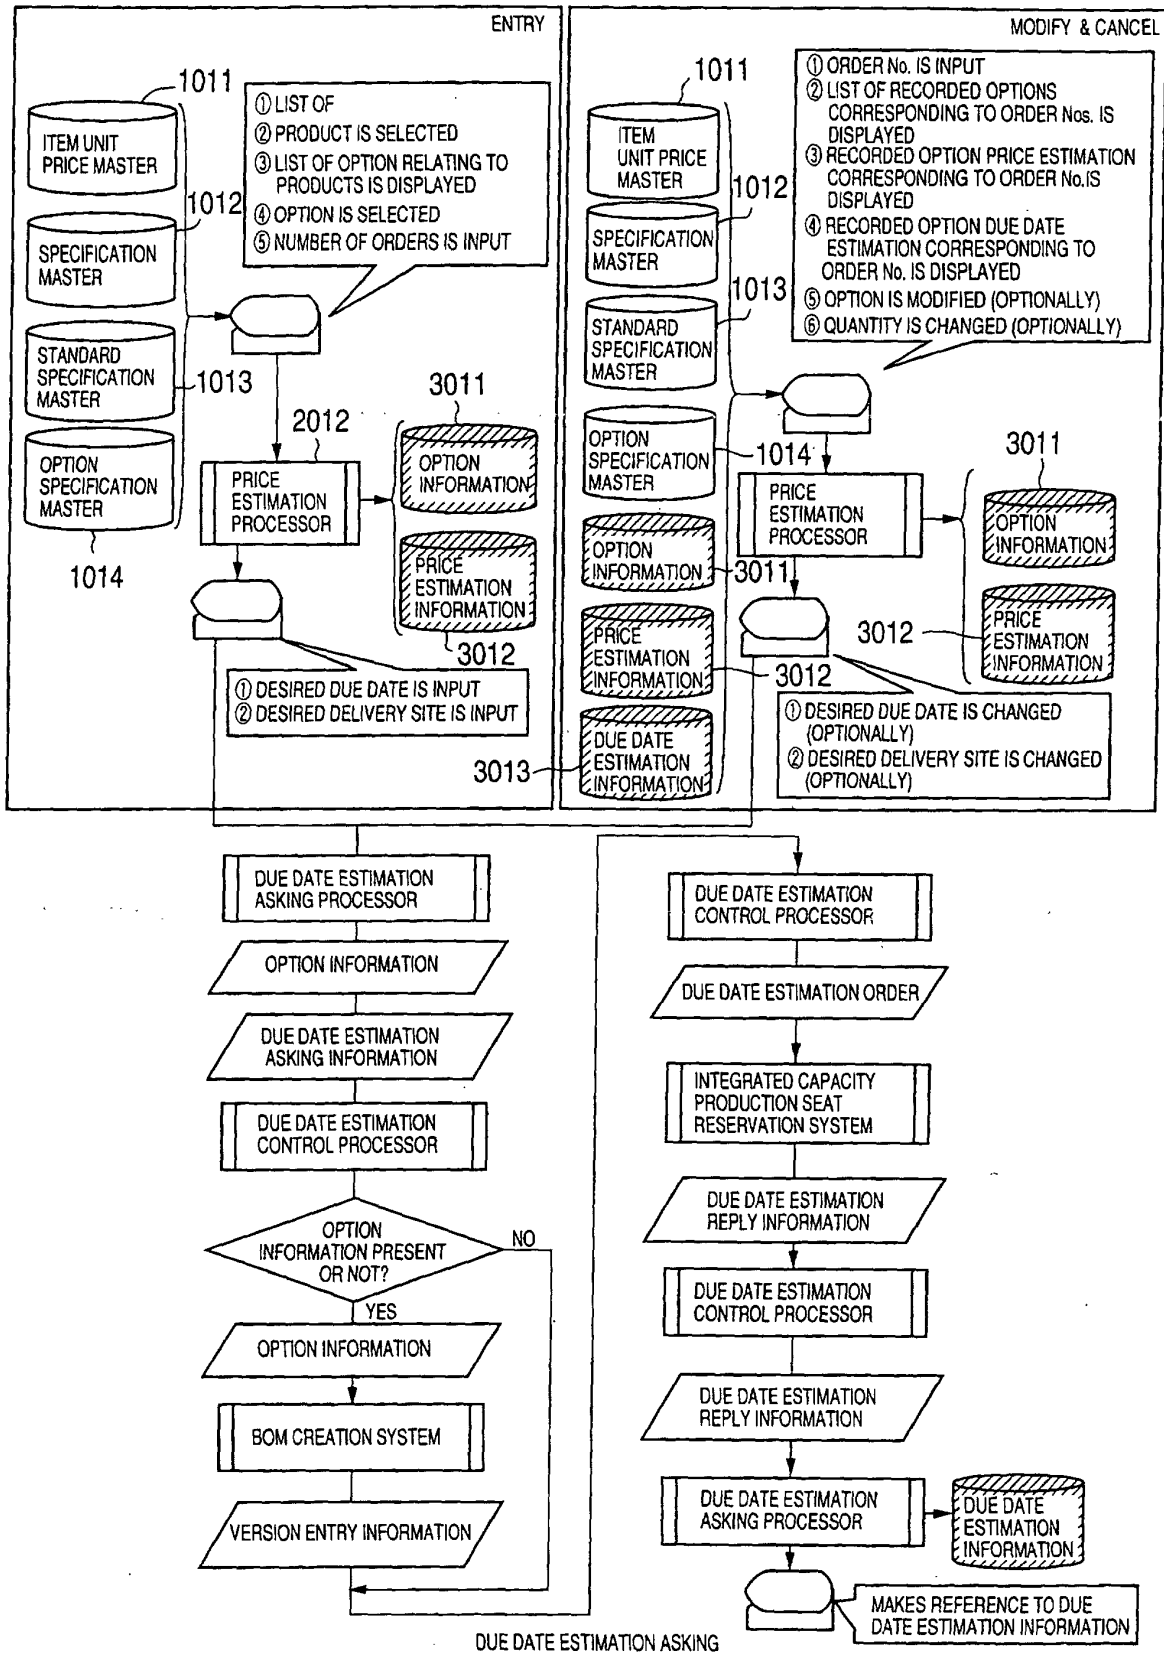 ENTRY
1011
ITEM UNIT
PRICE MASTER
1012
SPECIFICATION
MASTER
STANDARD
SPECIFICATION
MASTER
1013
OPTION
SPECIFICATION
MASTER
1014
① LIST OF
② PRODUCT IS SELECTED
③ LIST OF OPTION RELATING TO
PRODUCTS IS DISPLAYED
④ OPTION IS SELECTED
⑤ NUMBER OF ORDERS IS INPUT
2012
PRICE
ESTIMATION
PROCESSOR
3011
OPTION
INFORMATION
PRICE
ESTIMATION
INFORMATION
3012
① DESIRED DUE DATE IS INPUT
② DESIRED DELIVERY SITE IS INPUT
MODIFY & CANCEL
1011
ITEM
UNIT PRICE
MASTER
1012
SPECIFICATION
MASTER
1013
STANDARD
SPECIFICATION
MASTER
OPTION
SPECIFICATION
MASTER
1014
OPTION
INFORMATION
3011
PRICE
ESTIMATION
INFORMATION
3012
DUE DATE
ESTIMATION
INFORMATION
3013
① ORDER No. IS INPUT
② LIST OF RECORDED OPTIONS
CORRESPONDING TO ORDER Nos. IS
DISPLAYED
③ RECORDED OPTION PRICE ESTIMATION
CORRESPONDING TO ORDER No.IS
DISPLAYED
④ RECORDED OPTION DUE DATE
ESTIMATION CORRESPONDING TO
ORDER No. IS DISPLAYED
⑤ OPTION IS MODIFIED (OPTIONALLY)
⑥ QUANTITY IS CHANGED (OPTIONALLY)
PRICE
ESTIMATION
PROCESSOR
3011
OPTION
INFORMATION
PRICE
ESTIMATION
INFORMATION
3012
① DESIRED DUE DATE IS CHANGED
(OPTIONALLY)
② DESIRED DELIVERY SITE IS CHANGED
(OPTIONALLY)
DUE DATE ESTIMATION
ASKING PROCESSOR
OPTION INFORMATION
DUE DATE ESTIMATION
ASKING INFORMATION
DUE DATE ESTIMATION
CONTROL PROCESSOR
OPTION
INFORMATION PRESENT
OR NOT?
NO
YES
OPTION INFORMATION
BOM CREATION SYSTEM
VERSION ENTRY INFORMATION
DUE DATE ESTIMATION
CONTROL PROCESSOR
DUE DATE ESTIMATION ORDER
INTEGRATED CAPACITY
PRODUCTION SEAT
RESERVATION SYSTEM
DUE DATE ESTIMATION
REPLY INFORMATION
DUE DATE ESTIMATION
CONTROL PROCESSOR
DUE DATE ESTIMATION
REPLY INFORMATION
DUE DATE ESTIMATION
ASKING PROCESSOR
DUE DATE
ESTIMATION
INFORMATION
MAKES REFERENCE TO DUE
DATE ESTIMATION INFORMATION
DUE DATE ESTIMATION ASKING